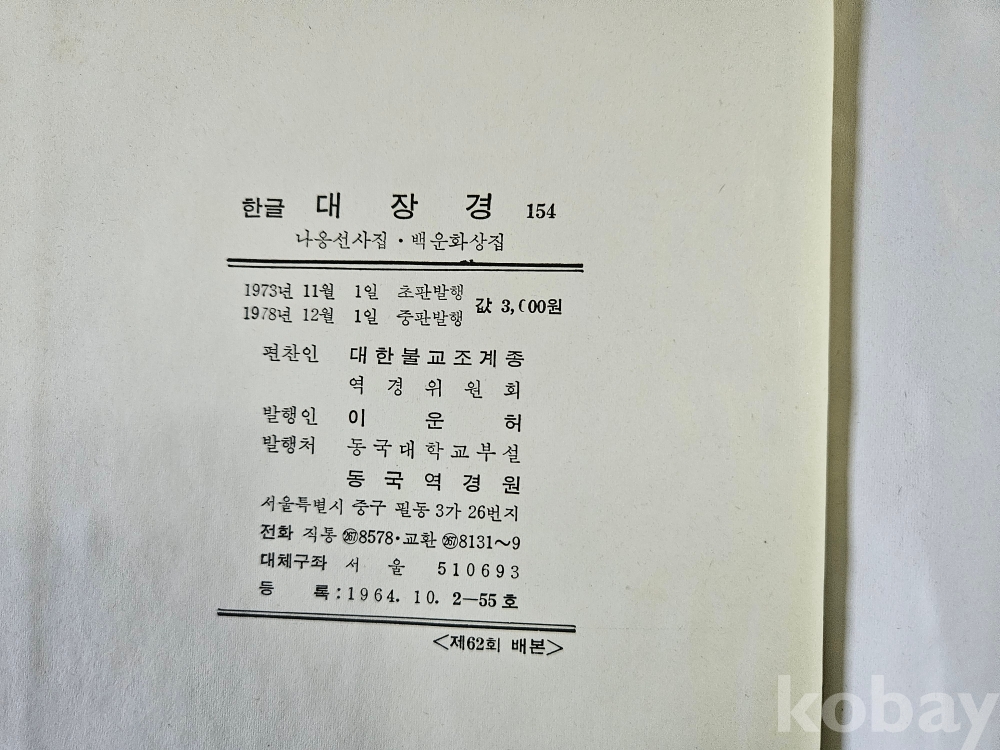 한글 대 장 경 154
나옹선사집 · 백운화상집
1973년 11월 1일 초판발행
1978년 12월 1일 중판발행
값 3,000원
편찬인 대한불교조계종
역경위원회
발행인 이운허
발행처 동국대학교부설
동국역경원
서울특별시 중구 필동 3가 26번지
전화 직통 ㉖8578·교환 ㉖8131~9
대체구좌 서울 510693
등 록 : 1964. 10. 2—55호
<제62회 배본>
kobay